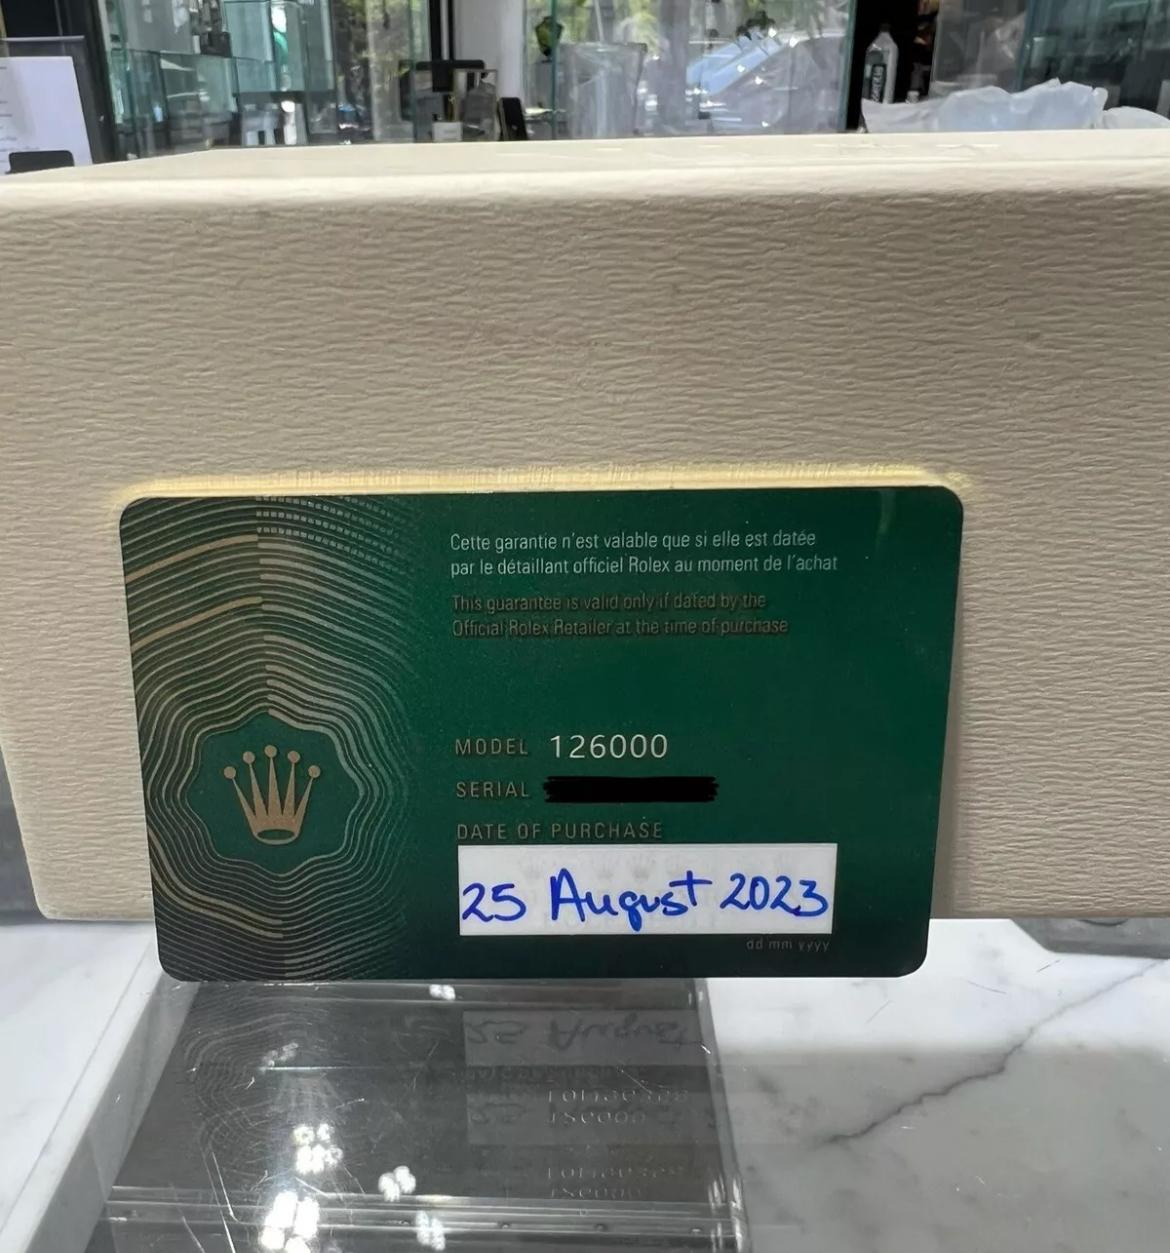 Cette garantie n'est valable que si elle est datée
par le détaillant officiel Rolex au moment de l'achat
This guarantee is valid only if dated by the
Official Rolex Retailer at the time of purchase
MODEL 126000
SERIAL
DATE OF PURCHASE
25 August 2023
dd mm yyyy